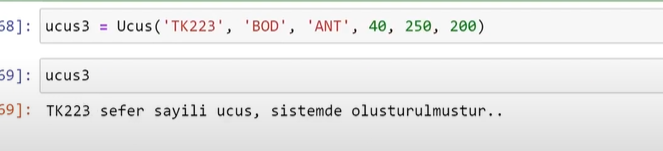 68]: ucus3 = Ucus('TK223', 'BOD', 'ANT', 40, 250, 200)
69]: ucus3
69]: TK223 sefer sayili ucus, sistemde olusturulmustur..